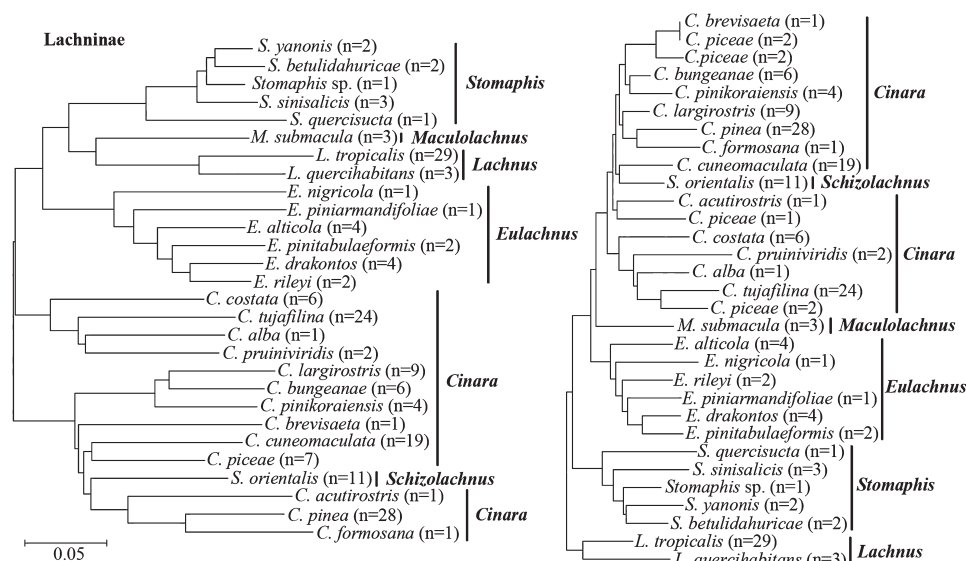 Lachninae
S. yanonis (n=2)
S. betulidahuricae (n=2)
Stomaphis sp. (n=1)
S. sinisalicis (n=3)
S. quercisucta (n=1)
Stomaphis
M. submacula (n=3)
Maculolachnus
L. tropicalis (n=29)
L. quercihabitans (n=3)
Lachnus
E. nigricola (n=1)
E. piniarmandifoliae (n=1)
E. alticola (n=4)
E. pinitabulaeformis (n=2)
E. drakontos (n=4)
E. rileyi (n=2)
Eulachnus
C. costata (n=6)
C. tujafilina (n=24)
C. alba (n=1)
C. pruiniviridis (n=2)
C. largirostris (n=9)
C. bungeanae (n=6)
C. pinikoraiensis (n=4)
C. brevisaeta (n=1)
C. cuneomaculata (n=19)
C. piceae (n=7)
Cinara
S. orientalis (n=11)
Schizolachnus
C. acutirostris (n=1)
C. pinea (n=28)
C. formosana (n=1)
Cinara
0.05
C. brevisaeta (n=1)
C. piceae (n=2)
C.piceae (n=2)
C. bungeanae (n=6)
C. pinikoraiensis (n=4)
C. largirostris (n=9)
C. pinea (n=28)
C. formosana (n=1)
C. cuneomaculata (n=19)
Cinara
S. orientalis (n=11)
Schizolachnus
C. acutirostris (n=1)
C. piceae (n=1)
C. costata (n=6)
C. pruiniviridis (n=2)
C. alba (n=1)
C. tujafilina (n=24)
C. piceae (n=2)
Cinara
M. submacula (n=3)
Maculolachnus
E. alticola (n=4)
E. nigricola (n=1)
E. rileyi (n=2)
E. piniarmandifoliae (n=1)
E. drakontos (n=4)
E. pinitabulaeformis (n=2)
Eulachnus
S. quercisucta (n=1)
S. sinisalicis (n=3)
Stomaphis sp. (n=1)
S. yanonis (n=2)
S. betulidahuricae (n=2)
Stomaphis
L. tropicalis (n=29)
L. quercihabitans (n=3)
Lachnus